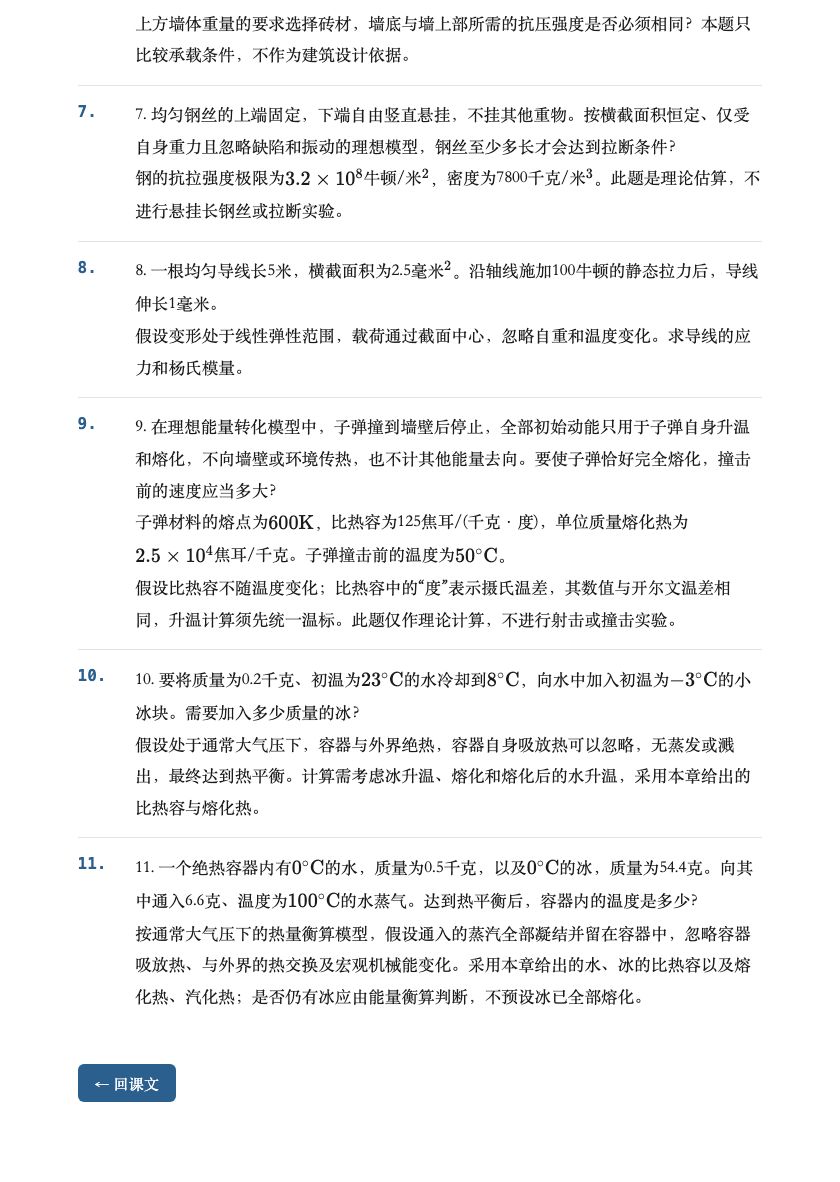 上方墙体重量的要求选择砖材，墙底与墙上部所需的抗压强度是否必须相同？本题只
比较承载条件，不作为建筑设计依据。
7. 7. 均匀钢丝的上端固定，下端自由竖直悬挂，不挂其他重物。按横截面积恒定、仅受
自身重力且忽略缺陷和振动的理想模型，钢丝至少多长才会达到拉断条件？
钢的抗拉强度极限为3.2 × 10⁸牛顿/米²，密度为7800千克/米³。此题是理论估算，不
进行悬挂长钢丝或拉断实验。
8. 8. 一根均匀导线长5米，横截面积为2.5毫米²。沿轴线施加100牛顿的静态拉力后，导线
伸长1毫米。
假设变形处于线性弹性范围，载荷通过截面中心，忽略自重和温度变化。求导线的应
力和杨氏模量。
9. 9. 在理想能量转化模型中，子弹撞到墙壁后停止，全部初始动能只用于子弹自身升温
和熔化，不向墙壁或环境传热，也不计其他能量去向。要使子弹恰好完全熔化，撞击
前的速度应当多大？
子弹材料的熔点为600K，比热容为125焦耳/(千克 · 度)，单位质量熔化热为
2.5 × 10⁴焦耳/千克。子弹撞击前的温度为50°C。
假设比热容不随温度变化；比热容中的“度”表示摄氏温差，其数值与开尔文温差相
同，升温计算须先统一温标。此题仅作理论计算，不进行射击或撞击实验。
10. 10. 要将质量为0.2千克、初温为23°C的水冷却到8°C，向水中加入初温为−3°C的小
冰块。需要加入多少质量的冰？
假设处于通常大气压下，容器与外界绝热，容器自身吸放热可以忽略，无蒸发或溅
出，最终达到热平衡。计算需考虑冰升温、熔化和熔化后的水升温，采用本章给出的
比热容与熔化热。
11. 11. 一个绝热容器内有0°C的水，质量为0.5千克，以及0°C的冰，质量为54.4克。向其
中通入6.6克、温度为100°C的水蒸气。达到热平衡后，容器内的温度是多少？
按通常大气压下的热量衡算模型，假设通入的蒸汽全部凝结并留在容器中，忽略容器
吸放热、与外界的热交换及宏观机械能变化。采用本章给出的水、冰的比热容以及熔
化热、汽化热；是否仍有冰应由能量衡算判断，不预设冰已全部熔化。
← 回课文